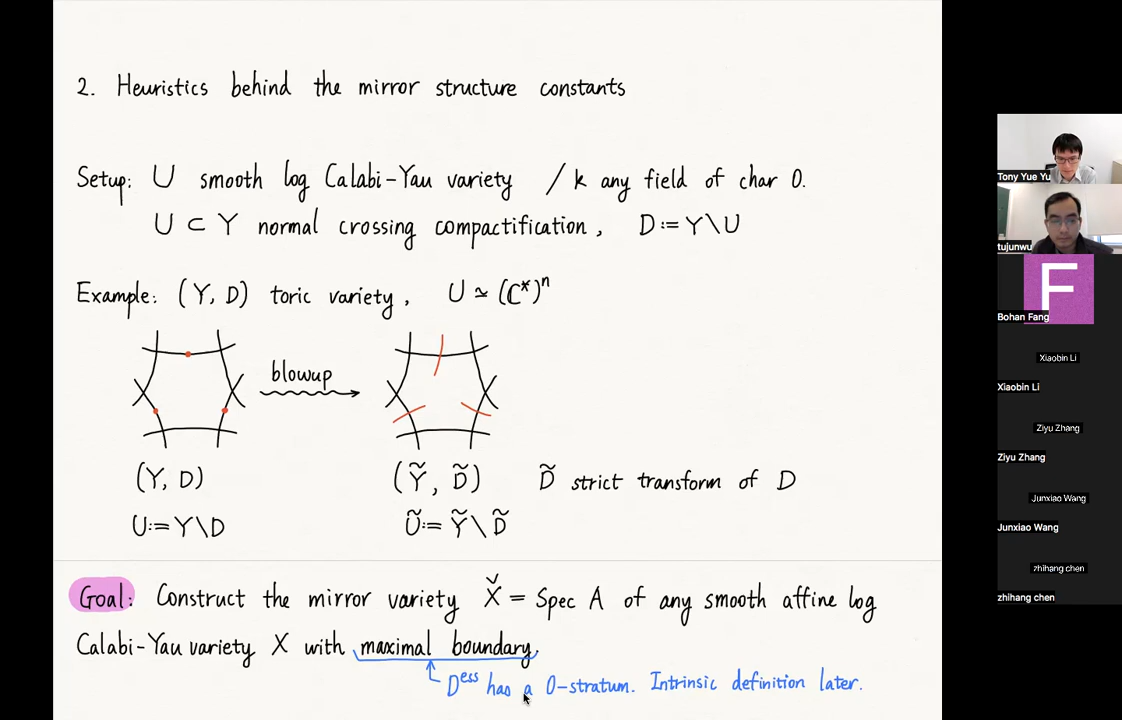 2. Heuristics behind the mirror structure constants
Setup: U smooth log Calabi-Yau variety / k any field of char 0.
U ⊂ Y normal crossing compactification, D := Y\U
Example: (Y, D) toric variety, U ≃ (ℂ*)ⁿ
blowup
(Y, D) (Ỹ, D̃) D̃ strict transform of D
U := Y\D Ũ := Ỹ\D̃
Goal: Construct the mirror variety X̌ = Spec A of any smooth affine log
Calabi-Yau variety X with maximal boundary.
Dᵉˢˢ has a 0-stratum. Intrinsic definition later.
Tony Yue Yu
tujunwu
F
Bohan Fang
Xiaobin Li
Xiaobin Li
Ziyu Zhang
Ziyu Zhang
Junxiao Wang
Junxiao Wang
zhihang chen
zhihang chen